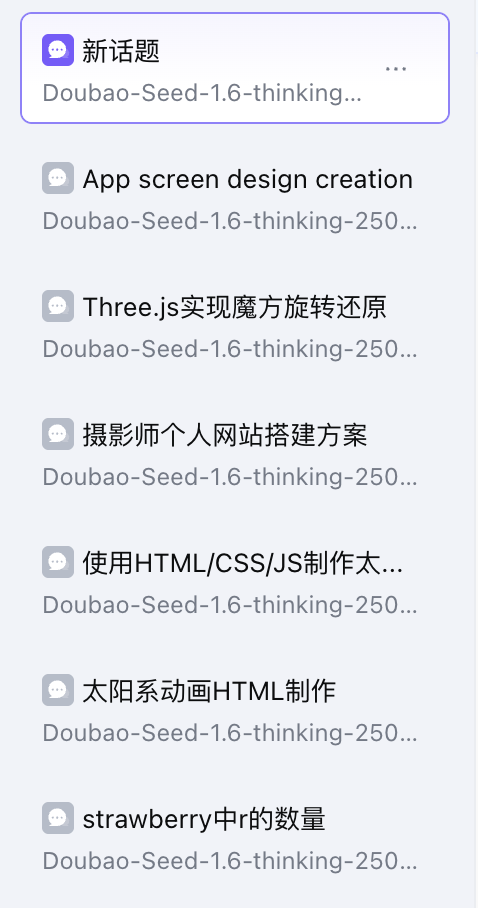 新话题
Doubao-Seed-1.6-thinking...
App screen design creation
Doubao-Seed-1.6-thinking-250...
Three.js实现魔方旋转还原
Doubao-Seed-1.6-thinking-250...
摄影师个人网站搭建方案
Doubao-Seed-1.6-thinking-250...
使用HTML/CSS/JS制作太...
Doubao-Seed-1.6-thinking-250...
太阳系动画HTML制作
Doubao-Seed-1.6-thinking-250...
strawberry中r的数量
Doubao-Seed-1.6-thinking-250...